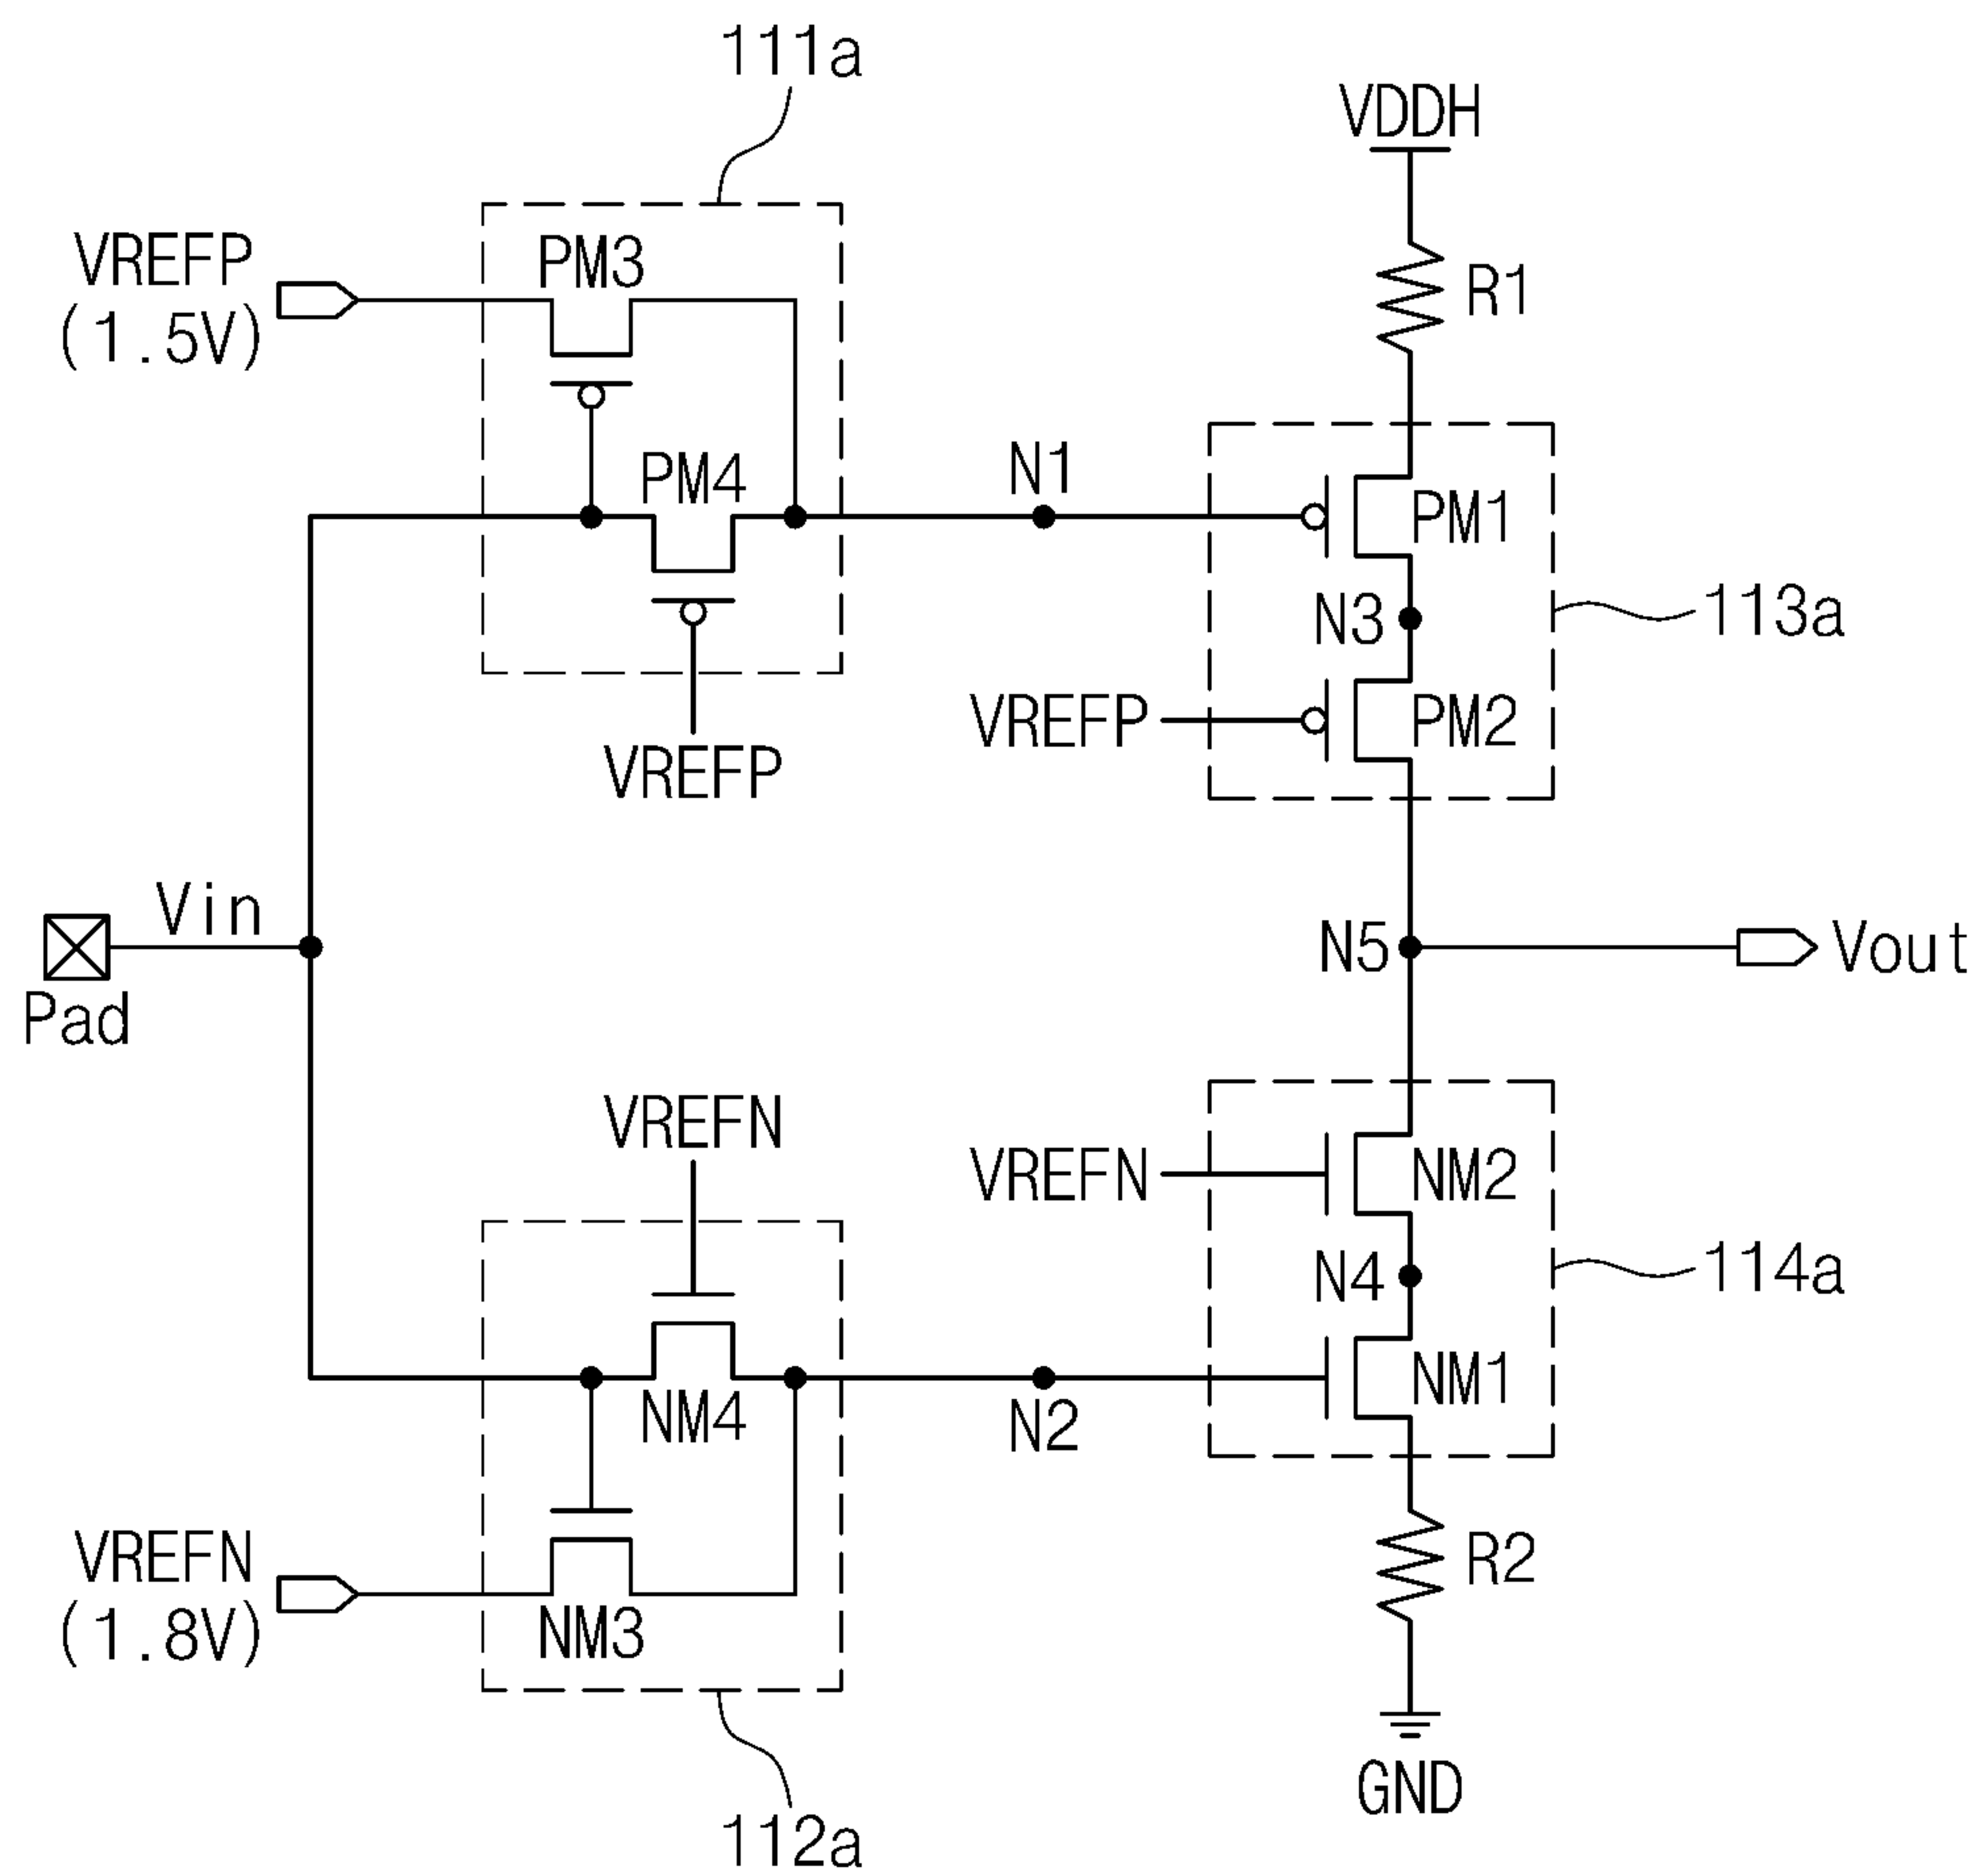 111a
VDDH
VREFP
(1.5V)
PM3
R1
PM4
N1
PM1
N3
113a
VREFP
PM2
VREFP
Vin
Pad
N5
Vout
VREFN
VREFN
NM2
N4
114a
NM4
N2
NM1
VREFN
(1.8V)
NM3
R2
GND
112a